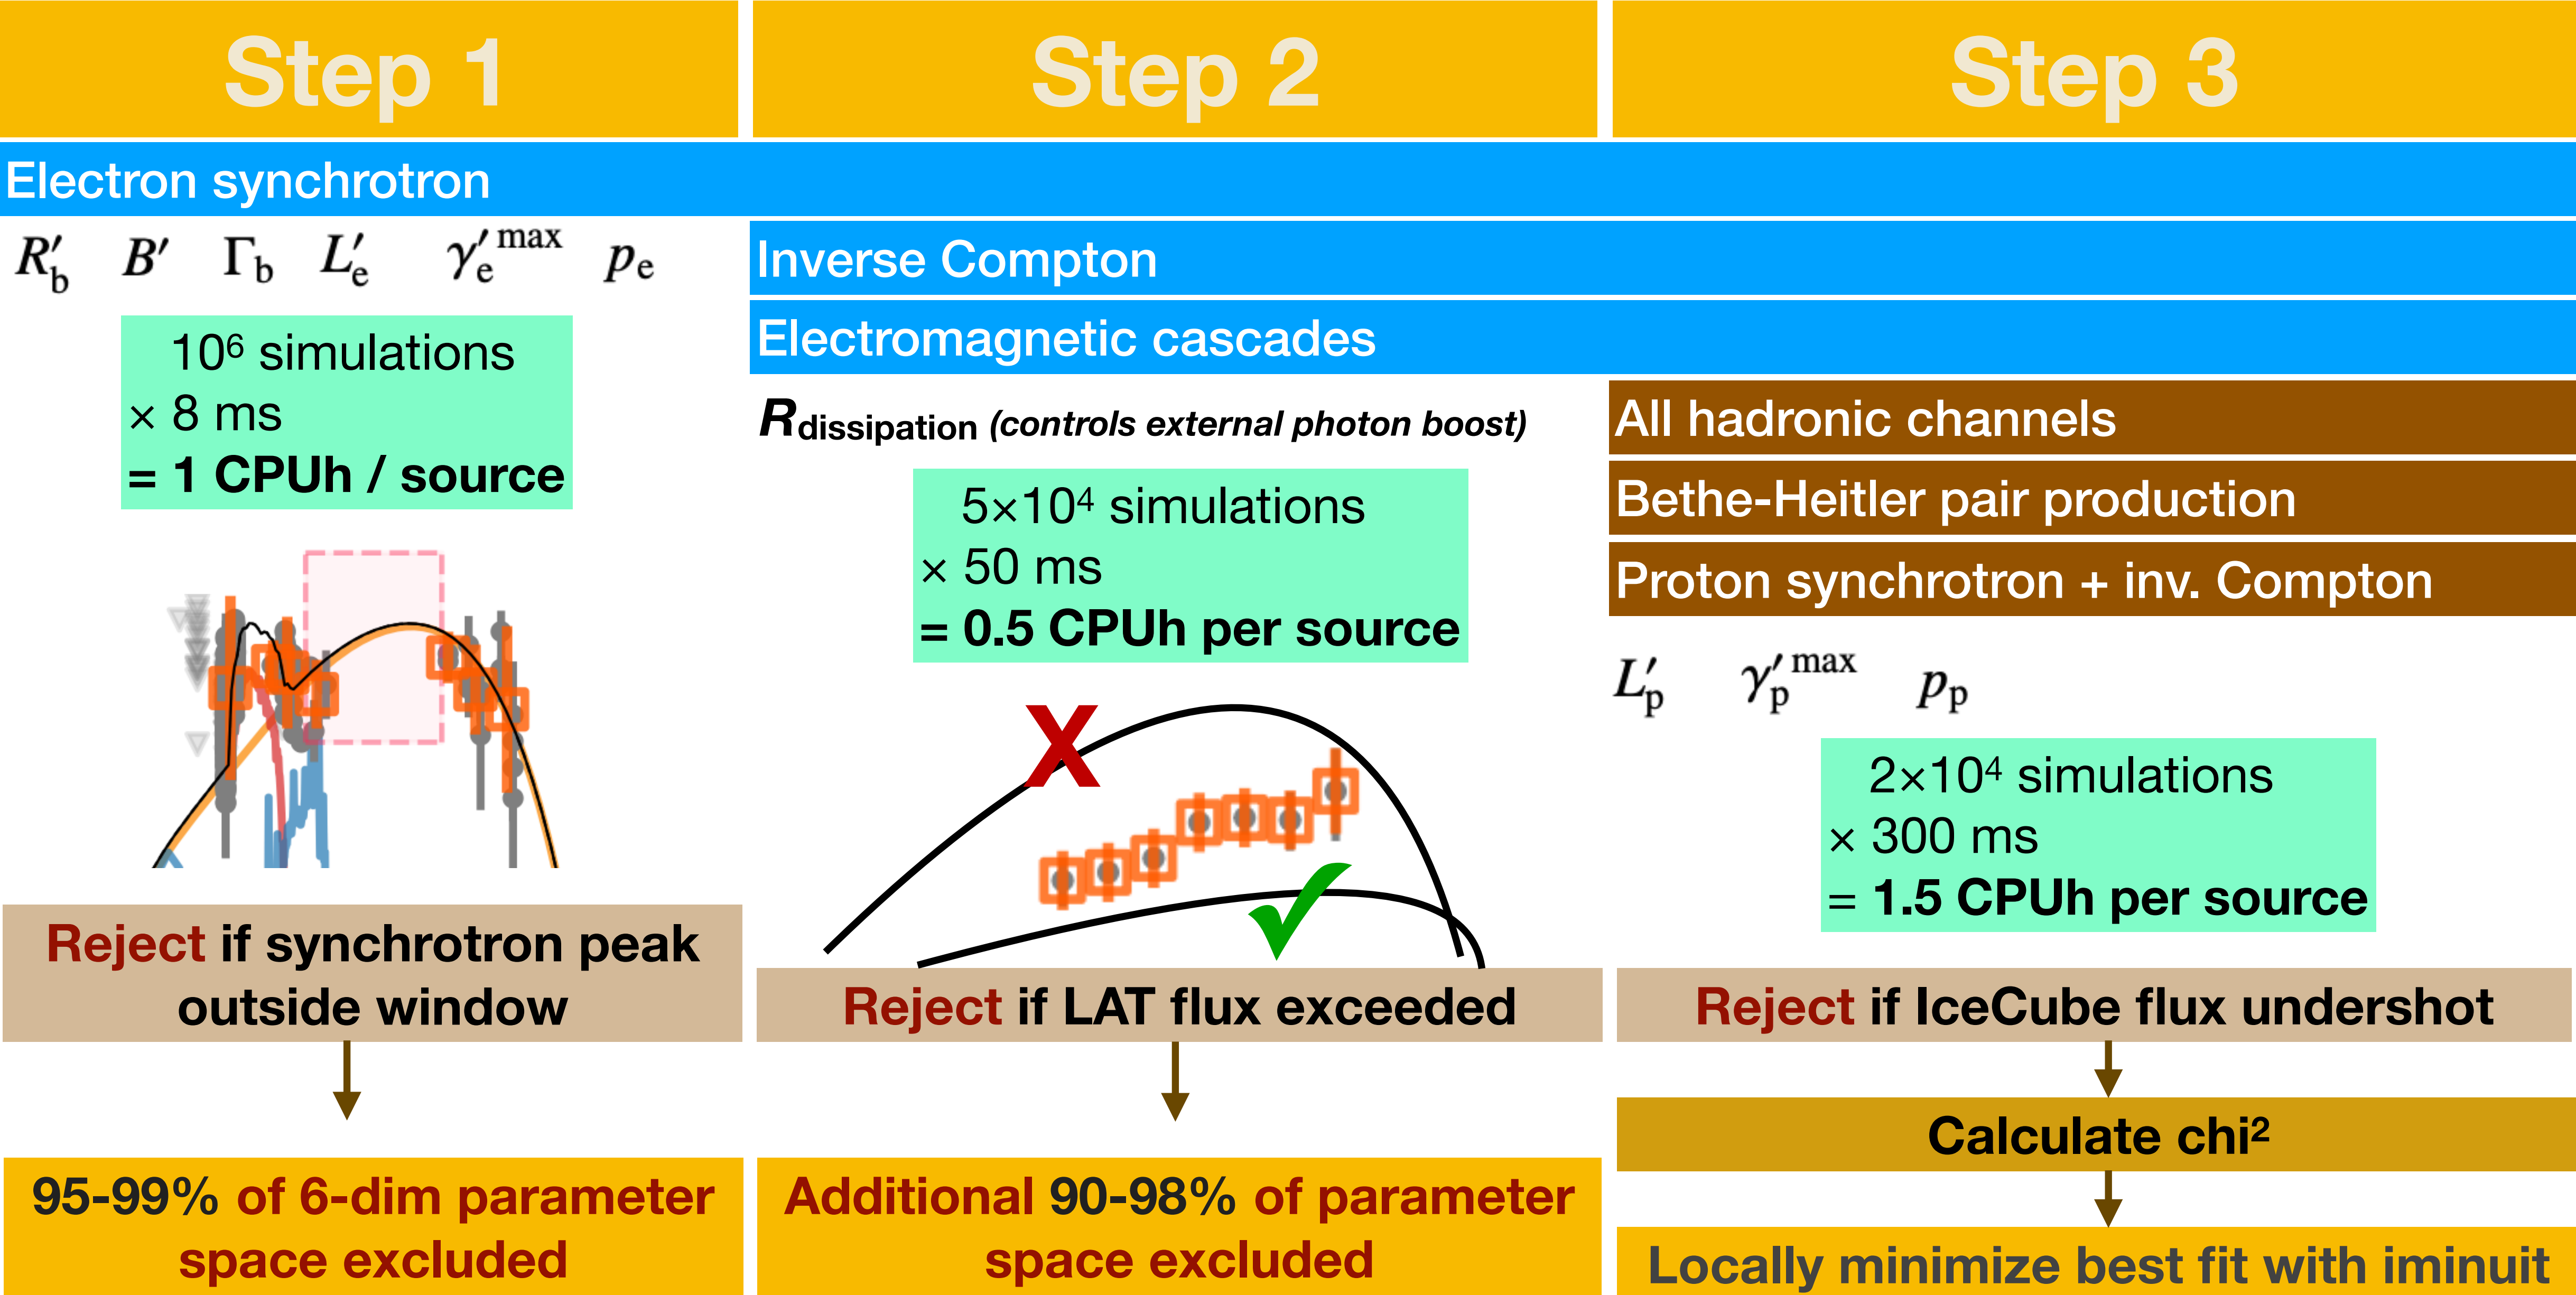 Step 1
Electron synchrotron
R′b B′ Γb L′e γ′e max pe
10⁶ simulations
× 8 ms
= 1 CPUh / source
Reject if synchrotron peak
outside window
95-99% of 6-dim parameter
space excluded
Step 2
Inverse Compton
Electromagnetic cascades
Rdissipation (controls external photon boost)
5×10⁴ simulations
× 50 ms
= 0.5 CPUh per source
X
Reject if LAT flux exceeded
Additional 90-98% of parameter
space excluded
Step 3
All hadronic channels
Bethe-Heitler pair production
Proton synchrotron + inv. Compton
L′p γ′p max pp
2×10⁴ simulations
× 300 ms
= 1.5 CPUh per source
Reject if IceCube flux undershot
Calculate chi²
Locally minimize best fit with iminuit